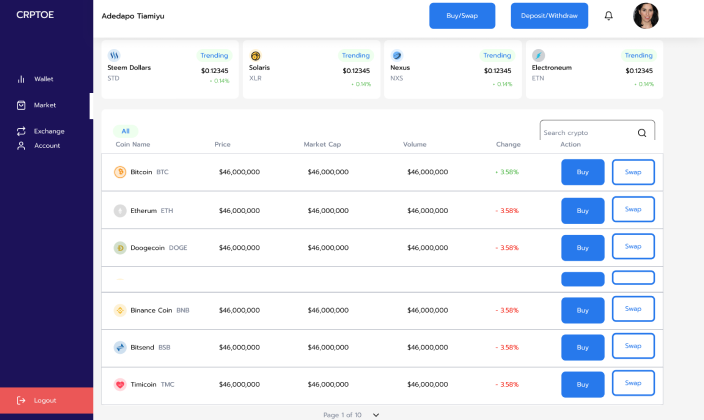 CRPTOE
Adedapo Tiamiyu
Buy/Swap
Deposit/Withdraw
Wallet
Market
Exchange
Account
Logout
Trending
Steem Dollars
$0.12345
STD
+ 0.14%
Trending
Solaris
$0.12345
XLR
+ 0.14%
Trending
Nexus
$0.12345
NXS
+ 0.14%
Trending
Electroneum
$0.12345
ETN
+ 0.14%
All
Search crypto
Coin Name Price Market Cap Volume Change Action
Bitcoin BTC $46,000,000 $46,000,000 $46,000,000 + 3.58% Buy Swap
Etherum ETH $46,000,000 $46,000,000 $46,000,000 - 3.58% Buy Swap
Doogecoin DOGE $46,000,000 $46,000,000 $46,000,000 - 3.58% Buy Swap
Binance Coin BNB $46,000,000 $46,000,000 $46,000,000 - 3.58% Buy Swap
Bitsend BSB $46,000,000 $46,000,000 $46,000,000 - 3.58% Buy Swap
Timicoin TMC $46,000,000 $46,000,000 $46,000,000 - 3.58% Buy Swap
Page 1 of 10